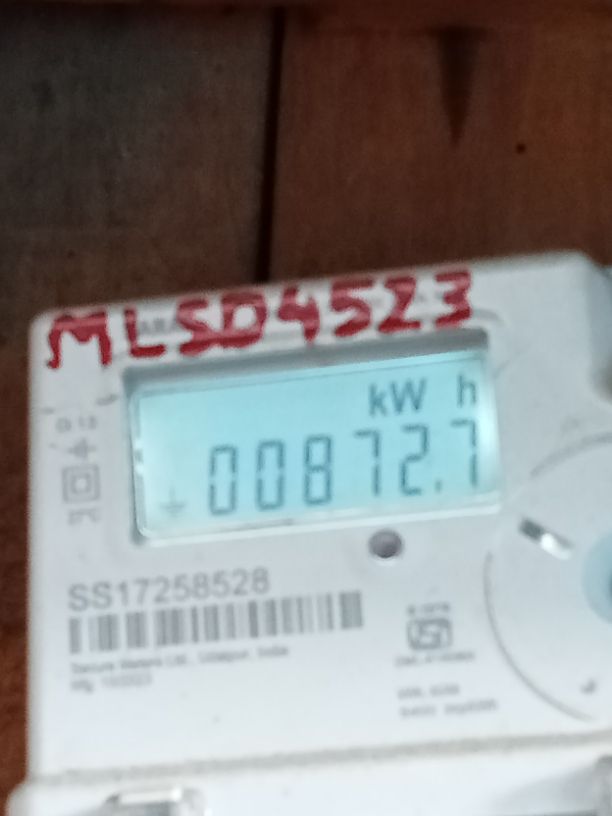 MLSD4523
kW h
00872.7
SS17258528
Secure Meters Ltd., Udaipur, India